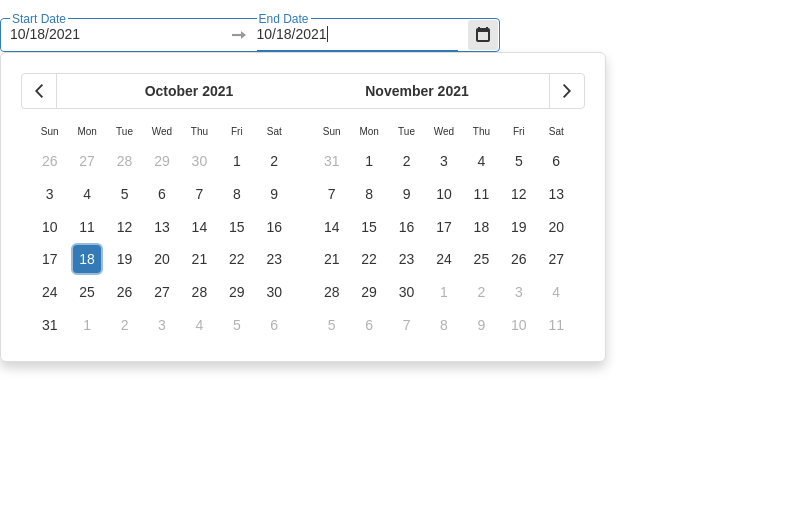 Start Date End Date
10/18/2021 10/18/2021
October 2021 November 2021
Sun Mon Tue Wed Thu Fri Sat Sun Mon Tue Wed Thu Fri Sat
26 27 28 29 30 1 2 31 1 2 3 4 5 6
3 4 5 6 7 8 9 7 8 9 10 11 12 13
10 11 12 13 14 15 16 14 15 16 17 18 19 20
17 18 19 20 21 22 23 21 22 23 24 25 26 27
24 25 26 27 28 29 30 28 29 30 1 2 3 4
31 1 2 3 4 5 6 5 6 7 8 9 10 11